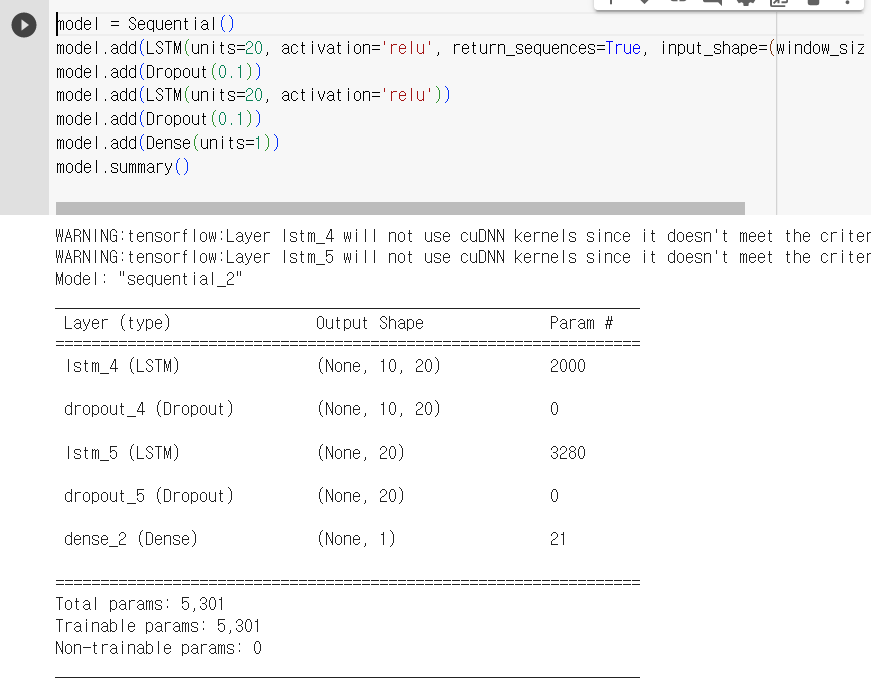 model = Sequential()
model.add(LSTM(units=20, activation='relu', return_sequences=True, input_shape=(window_siz
model.add(Dropout(0.1))
model.add(LSTM(units=20, activation='relu'))
model.add(Dropout(0.1))
model.add(Dense(units=1))
model.summary()
WARNING:tensorflow:Layer lstm_4 will not use cuDNN kernels since it doesn't meet the criter
WARNING:tensorflow:Layer lstm_5 will not use cuDNN kernels since it doesn't meet the criter
Model: "sequential_2"
Layer (type) Output Shape Param #
=================================================================
lstm_4 (LSTM) (None, 10, 20) 2000
dropout_4 (Dropout) (None, 10, 20) 0
lstm_5 (LSTM) (None, 20) 3280
dropout_5 (Dropout) (None, 20) 0
dense_2 (Dense) (None, 1) 21
=================================================================
Total params: 5,301
Trainable params: 5,301
Non-trainable params: 0